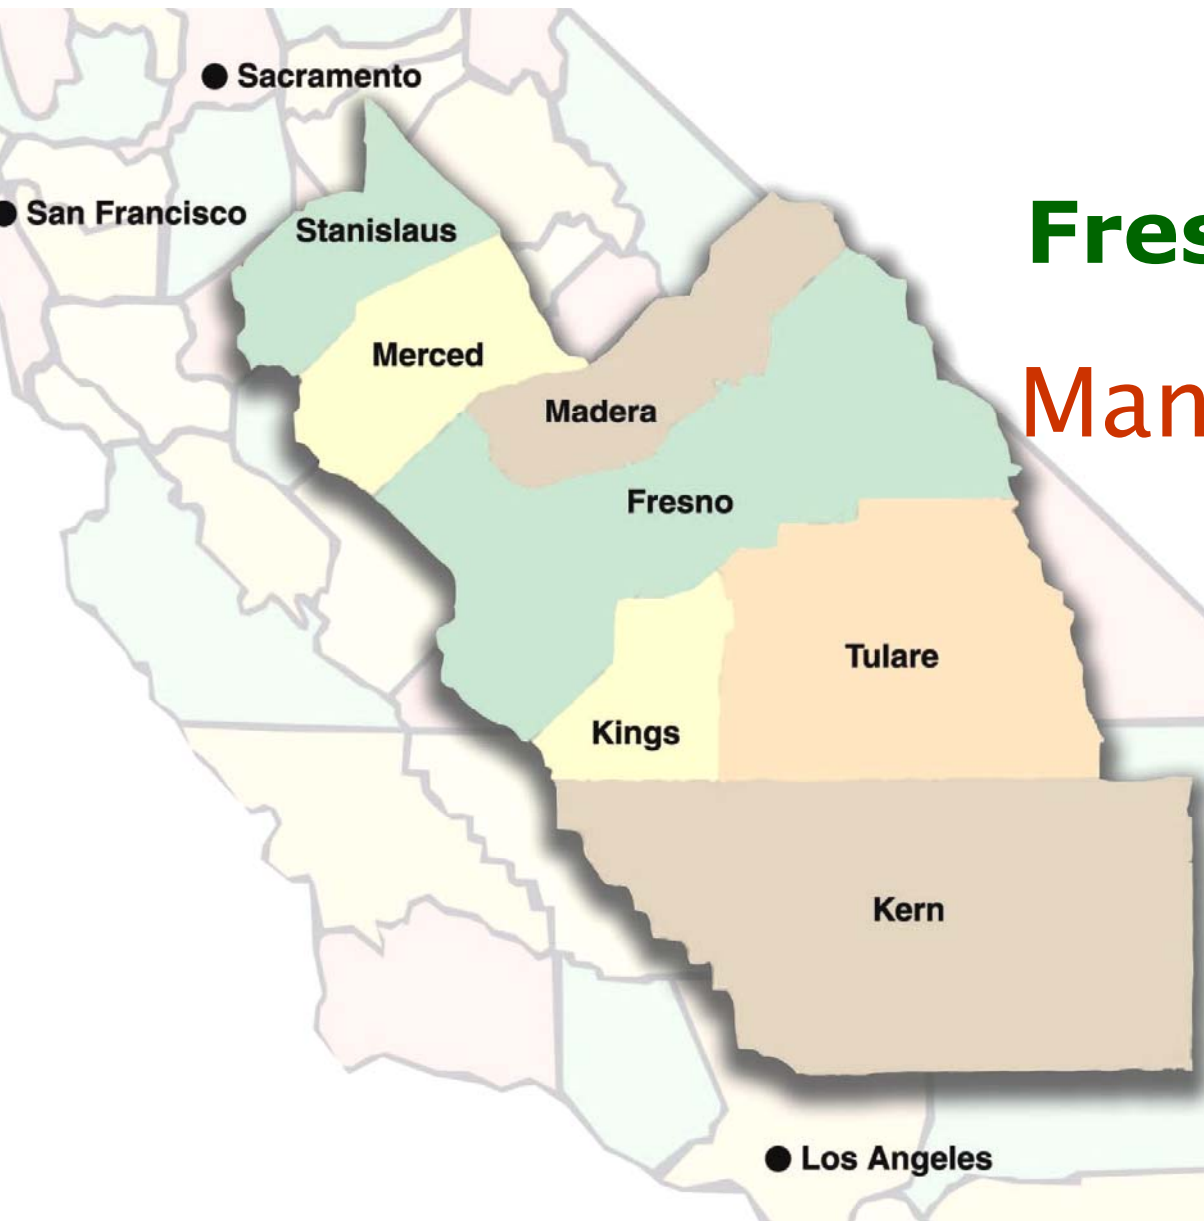 Sacramento
San Francisco
Stanislaus
Fres
Merced
Man
Madera
Fresno
Tulare
Kings
Kern
Los Angeles